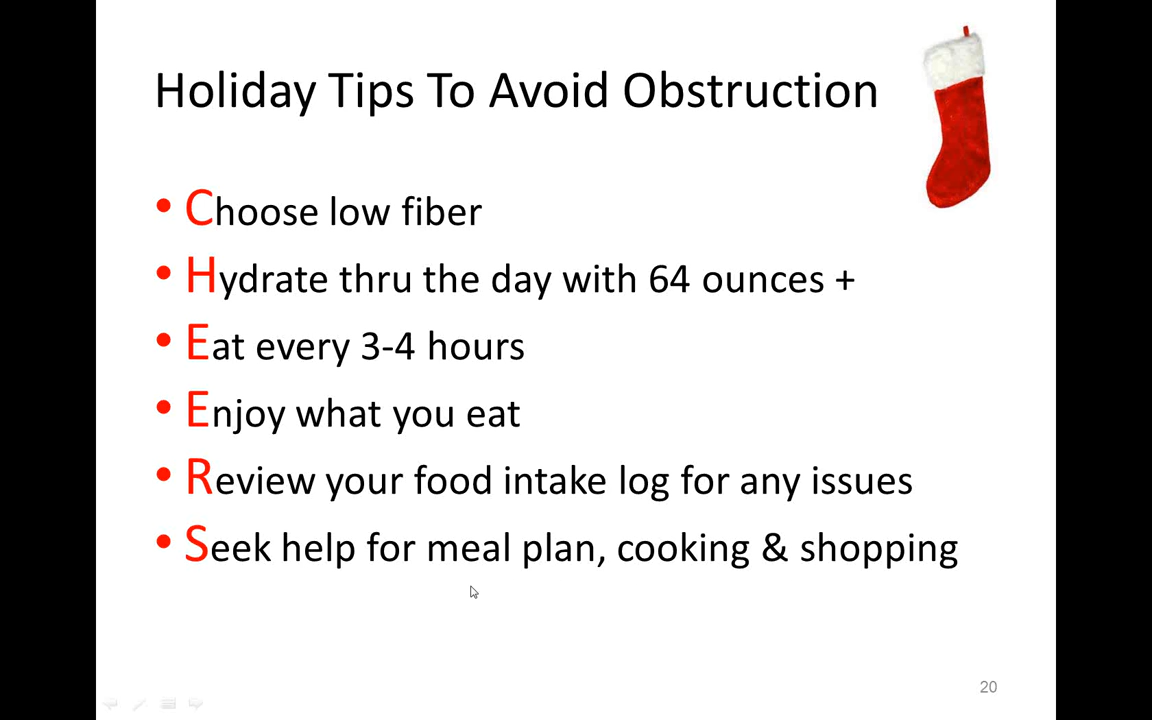 Holiday Tips To Avoid Obstruction
• Choose low fiber
• Hydrate thru the day with 64 ounces +
• Eat every 3-4 hours
• Enjoy what you eat
• Review your food intake log for any issues
• Seek help for meal plan, cooking & shopping
20